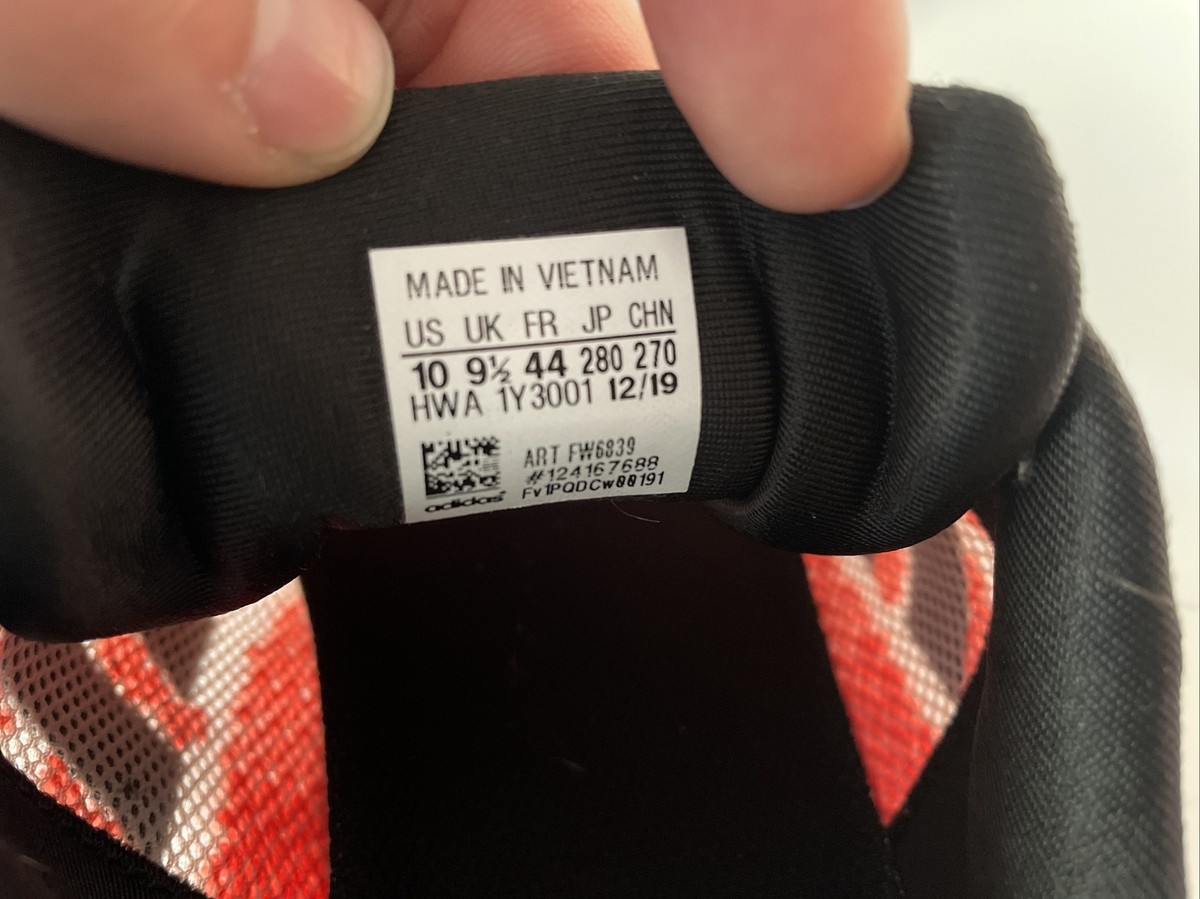 MADE IN VIETNAM
US UK FR JP CHN
10 9½ 44 280 270
HWA 1Y3001 12/19
ART FW6839
#124167688
Fv1PQDCw00191
adidas